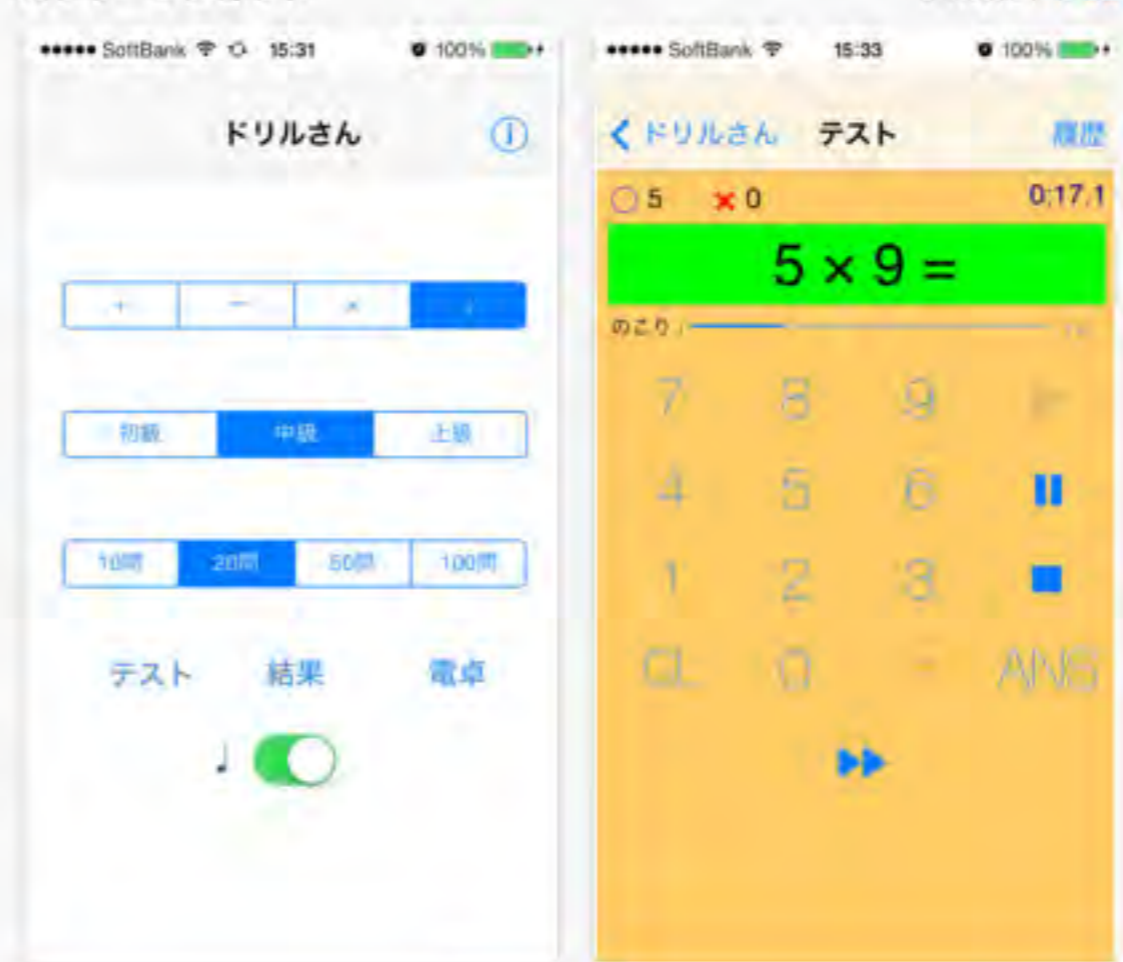 SoftBank 15:31 100%
ドリルさん
+ − × ÷
初級 中級 上級
10問 20問 50問 100問
テスト 結果 電卓
♩
SoftBank 15:33 100%
ドリルさん テスト 履歴
○ 5 × 0 0:17.1
5 × 9 =
のこり
7 8 9
4 5 6
1 2 3
CL 0 ANS